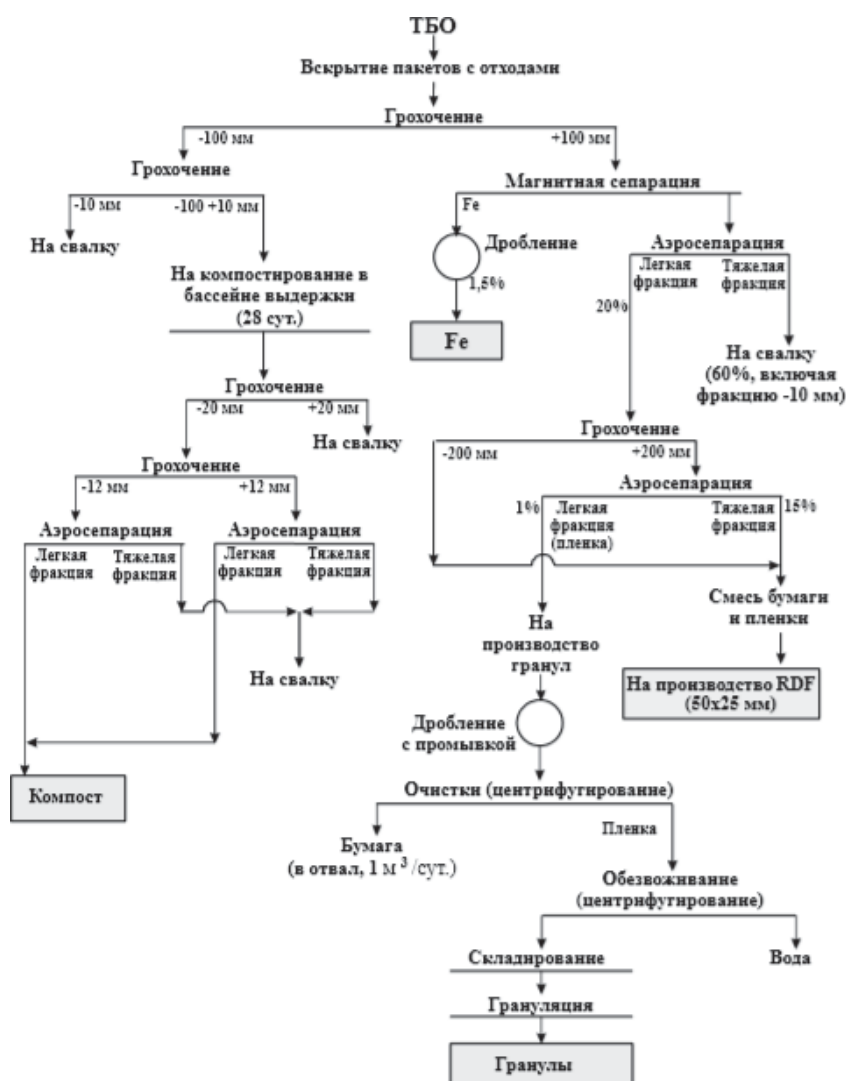 ТБО
Вскрытие пакетов с отходами
Грохочение
-100 мм
+100 мм
Грохочение
Магнитная сепарация
-10 мм
-100 +10 мм
Fe
На свалку
Дробление
Аэросепарация
Легкая
фракция
Тяжелая
фракция
На компостирование в
бассейне выдержки
(28 сут.)
1,5%
20%
Fe
На свалку
(60%, включая
фракцию -10 мм)
Грохочение
-20 мм
+20 мм
На свалку
Грохочение
-200 мм
+200 мм
Грохочение
-12 мм
+12 мм
Аэросепарация
1%
Легкая
фракция
(пленка)
Тяжелая
фракция
15%
Аэросепарация
Аэросепарация
Легкая
фракция
Тяжелая
фракция
Легкая
фракция
Тяжелая
фракция
Смесь бумаги
и пленки
На
производство
гранул
На свалку
На производство RDF
(50х25 мм)
Дробление
с промывкой
Компост
Очистки (центрифугирование)
Бумага
(в отвал, 1 м ³ /сут.)
Пленка
Обезвоживание
(центрифугирование)
Складирование
Вода
Грануляция
Гранулы